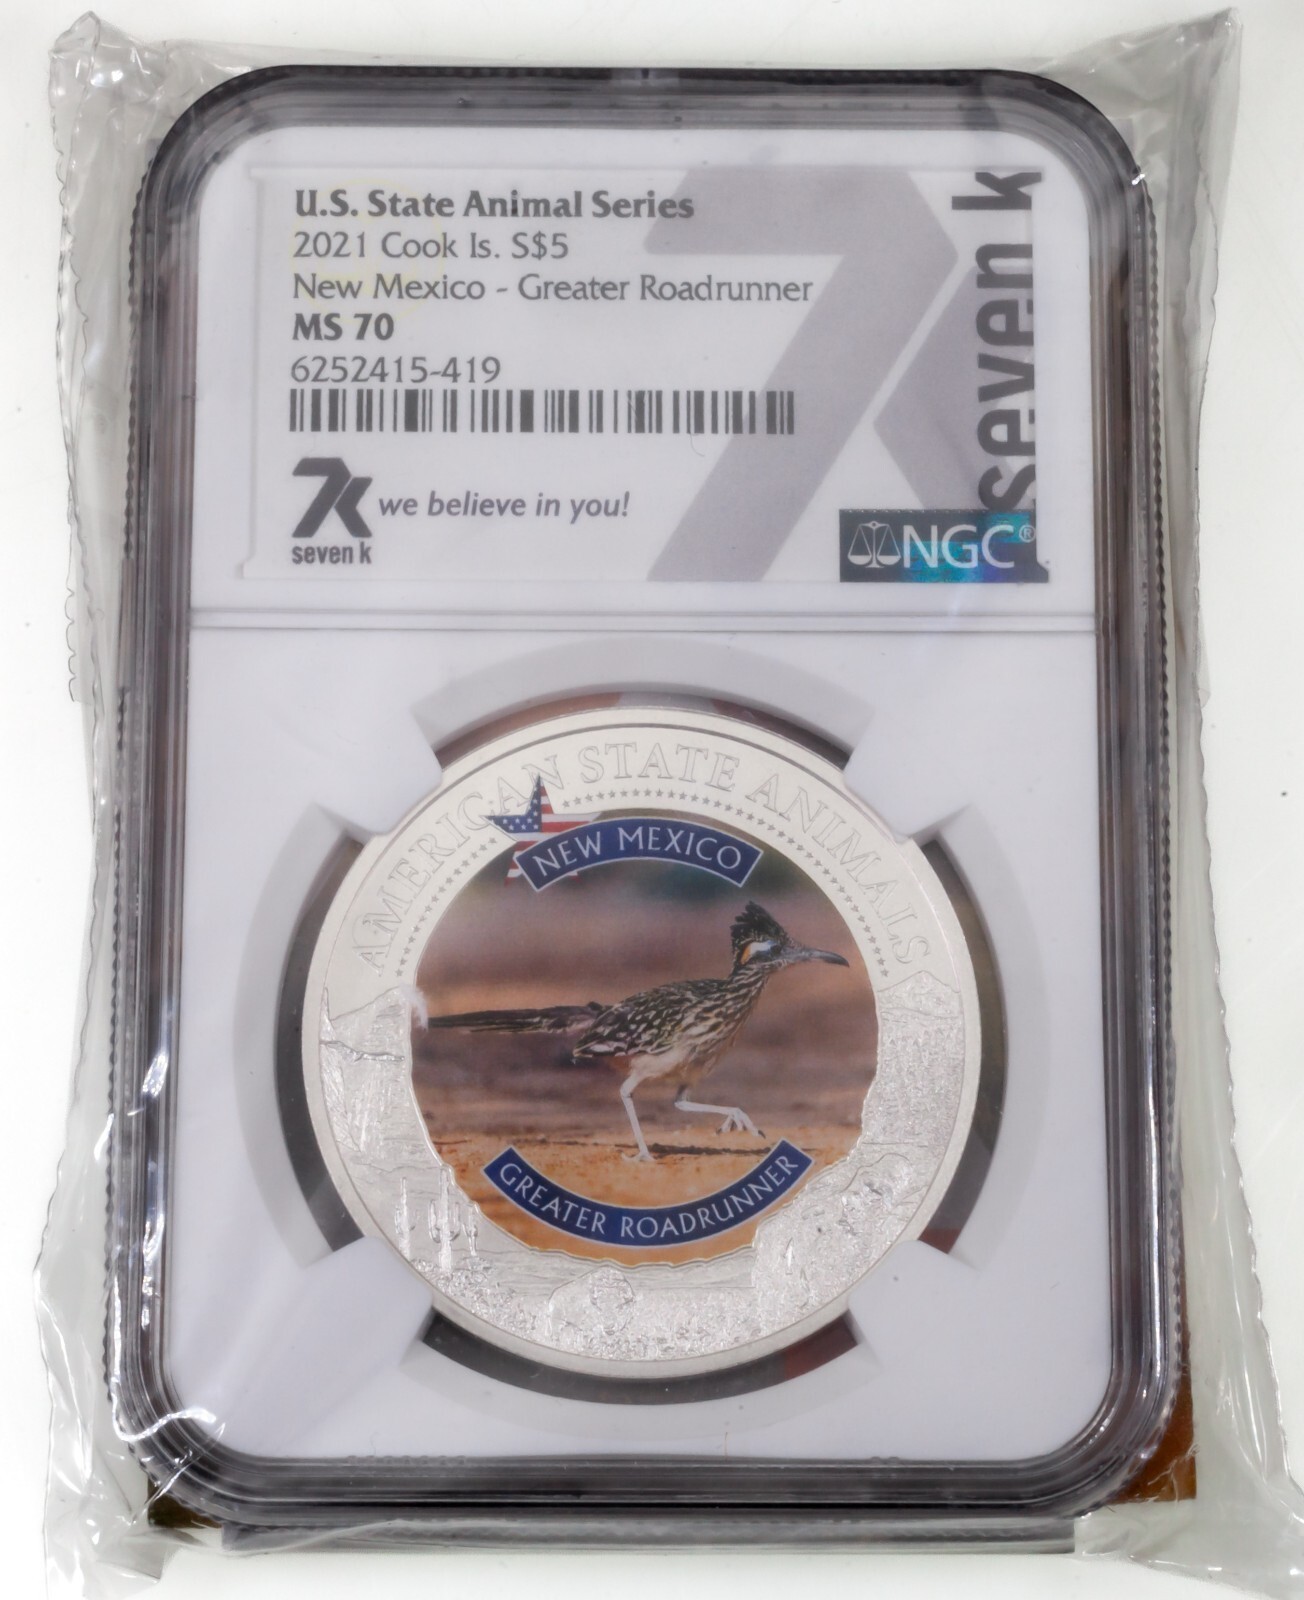 U.S. State Animal Series
2021 Cook Is. S$5
New Mexico - Greater Roadrunner
MS 70
6252415-419
7k
we believe in you!
seven k
seven k
NGC®
AMERICAN STATE ANIMALS
NEW MEXICO
GREATER ROADRUNNER